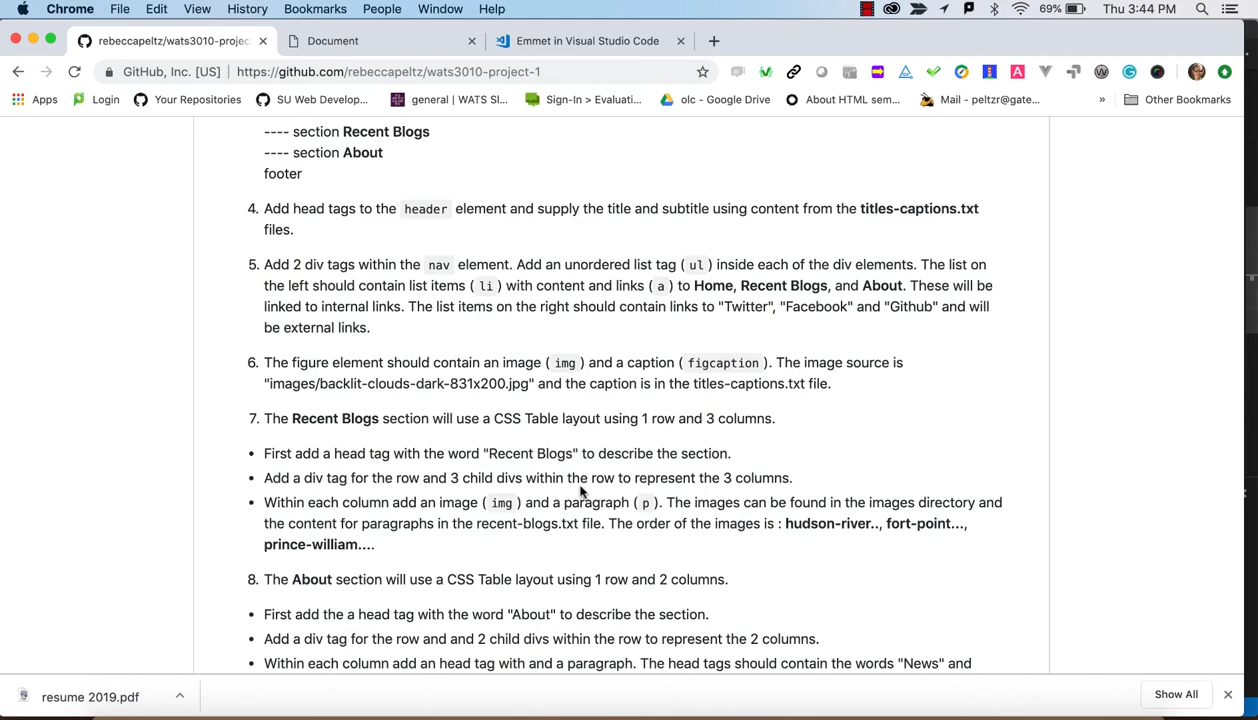 Chrome File Edit View History Bookmarks People Window Help 69% Thu 3:44 PM
rebeccapeltz/wats3010-projec Document Emmet in Visual Studio Code
GitHub, Inc. [US] https://github.com/rebeccapeltz/wats3010-project-1
Apps Login Your Repositories SU Web Develop... general | WATS Sl... Sign-In > Evaluati... olc - Google Drive About HTML sem... Mail - peltzr@gate... » Other Bookmarks
---- section Recent Blogs
---- section About
footer
4. Add head tags to the header element and supply the title and subtitle using content from the titles-captions.txt
files.
5. Add 2 div tags within the nav element. Add an unordered list tag ( ul ) inside each of the div elements. The list on
the left should contain list items ( li ) with content and links ( a ) to Home, Recent Blogs, and About. These will be
linked to internal links. The list items on the right should contain links to "Twitter", "Facebook" and "Github" and will
be external links.
6. The figure element should contain an image ( img ) and a caption ( figcaption ). The image source is
"images/backlit-clouds-dark-831x200.jpg" and the caption is in the titles-captions.txt file.
7. The Recent Blogs section will use a CSS Table layout using 1 row and 3 columns.
• First add a head tag with the word "Recent Blogs" to describe the section.
• Add a div tag for the row and 3 child divs within the row to represent the 3 columns.
• Within each column add an image ( img ) and a paragraph ( p ). The images can be found in the images directory and
the content for paragraphs in the recent-blogs.txt file. The order of the images is : hudson-river.., fort-point...,
prince-william....
8. The About section will use a CSS Table layout using 1 row and 2 columns.
• First add the a head tag with the word "About" to describe the section.
• Add a div tag for the row and and 2 child divs within the row to represent the 2 columns.
• Within each column add an head tag with and a paragraph. The head tags should contain the words "News" and
resume 2019.pdf Show All